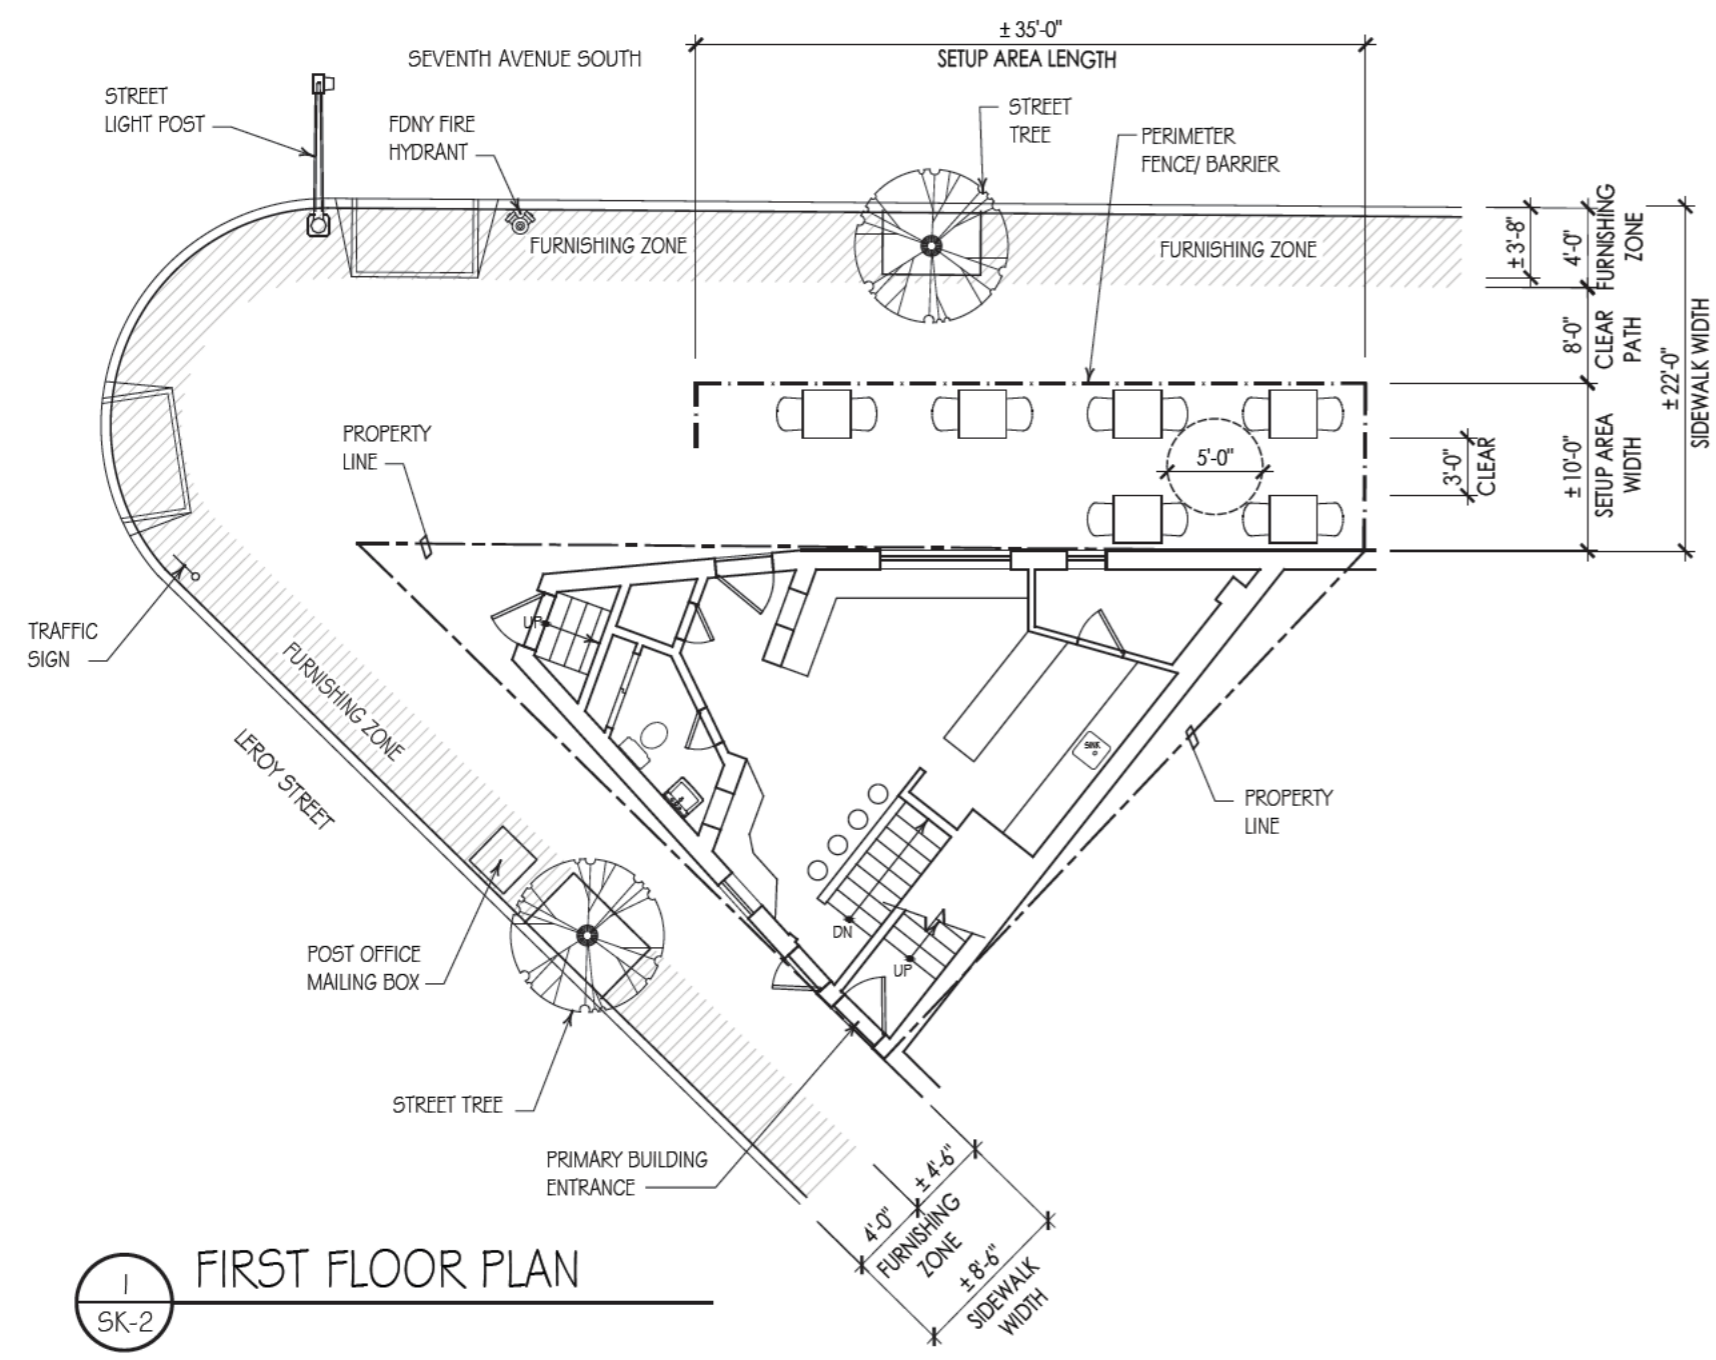 ± 35'-0"
SETUP AREA LENGTH
SEVENTH AVENUE SOUTH
STREET
LIGHT POST
FDNY FIRE
HYDRANT
STREET
TREE
PERIMETER
FENCE/ BARRIER
FURNISHING ZONE
FURNISHING ZONE
± 3'-8"
4'-0"
FURNISHING
ZONE
8'-0"
CLEAR
PATH
± 22'-0"
SIDEWALK WIDTH
± 10'-0"
SETUP AREA
WIDTH
3'-0"
CLEAR
5'-0"
PROPERTY
LINE
UP
TRAFFIC
SIGN
FURNISHING ZONE
LEROY STREET
SINK
PROPERTY
LINE
DN
UP
POST OFFICE
MAILING BOX
STREET TREE
PRIMARY BUILDING
ENTRANCE
± 4'-6"
4'-0"
FURNISHING
ZONE
± 8'-6"
SIDEWALK
WIDTH
1
SK-2
FIRST FLOOR PLAN